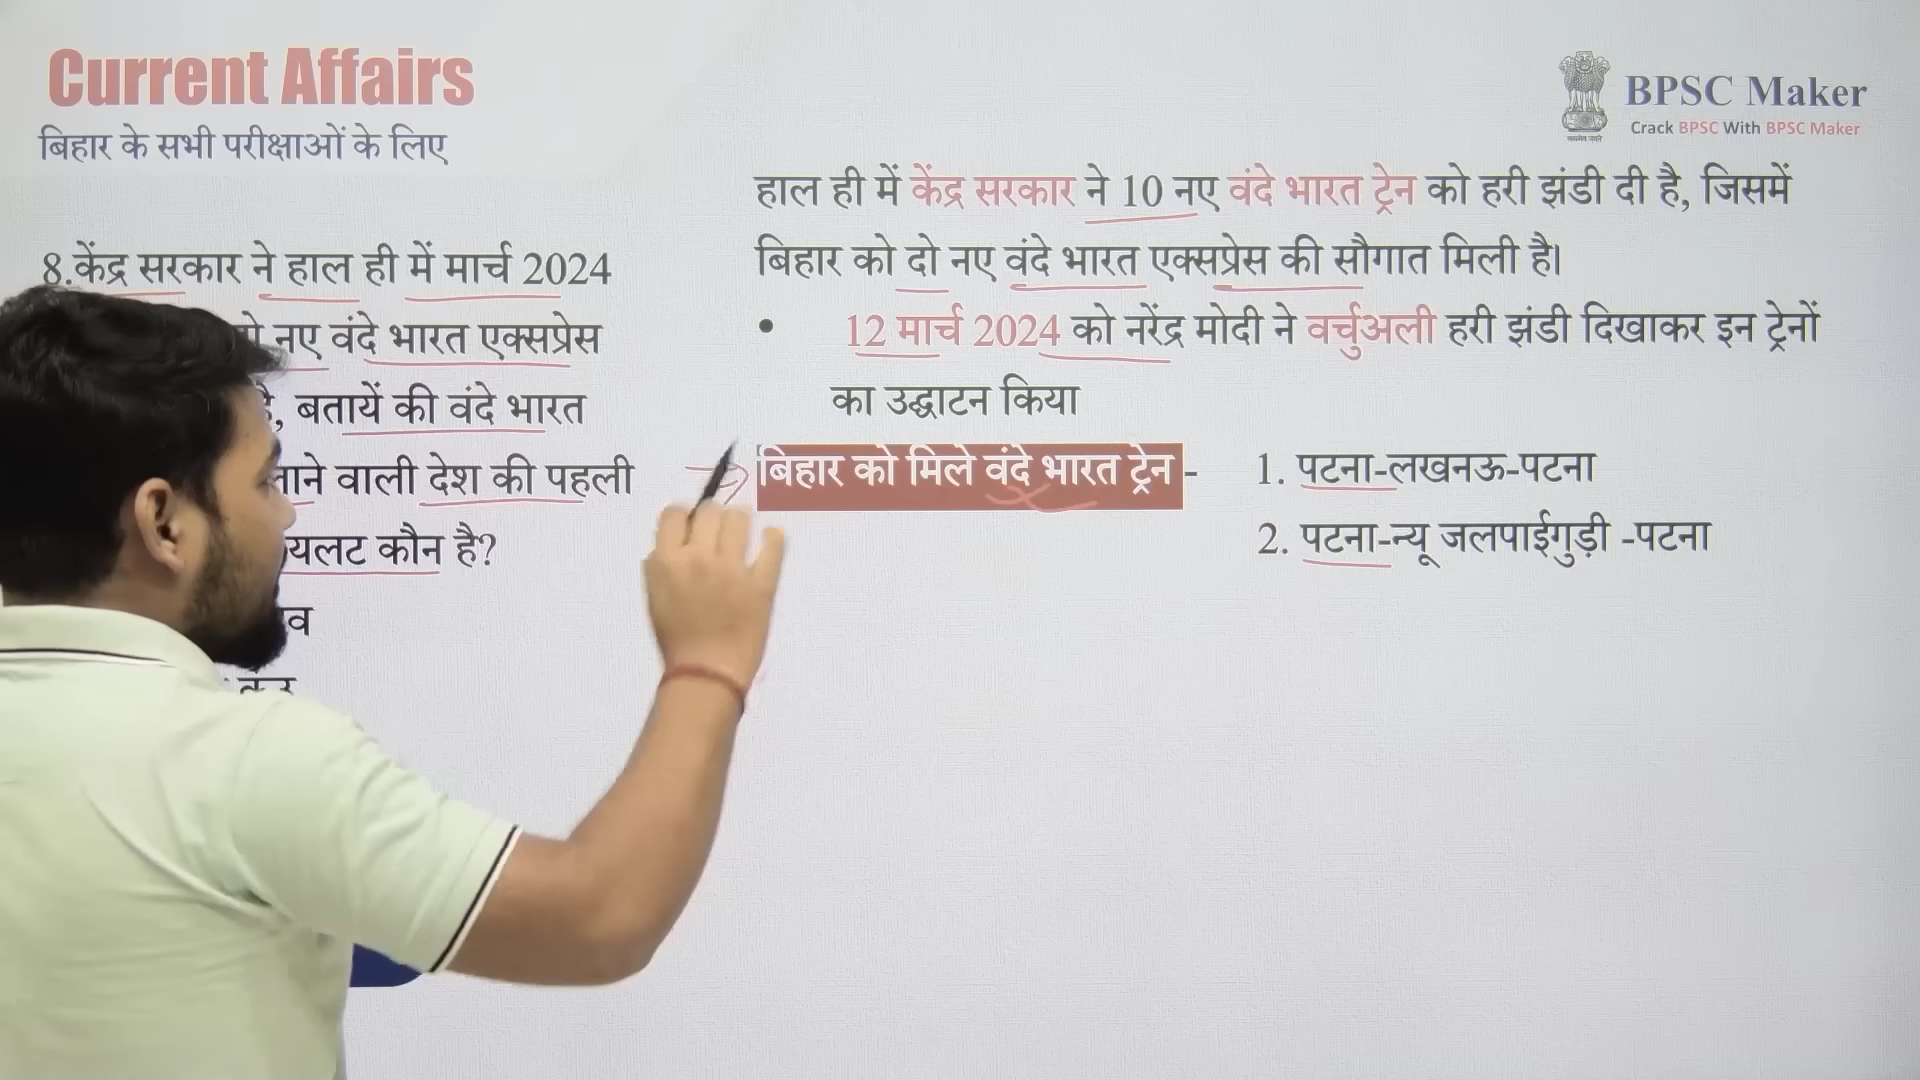 Current Affairs
बिहार के सभी परीक्षाओं के लिए
BPSC Maker
Crack BPSC With BPSC Maker
8.केंद्र सरकार ने हाल ही में मार्च 2024
नए वंदे भारत एक्सप्रेस
बतायें की वंदे भारत
वाली देश की पहली
कौन है?
हाल ही में केंद्र सरकार ने 10 नए वंदे भारत ट्रेन को हरी झंडी दी है, जिसमें
बिहार को दो नए वंदे भारत एक्सप्रेस की सौगात मिली है।
• 12 मार्च 2024 को नरेंद्र मोदी ने वर्चुअली हरी झंडी दिखाकर इन ट्रेनों
का उद्घाटन किया
बिहार को मिले वंदे भारत ट्रेन - 1. पटना-लखनऊ-पटना
2. पटना-न्यू जलपाईगुड़ी -पटना